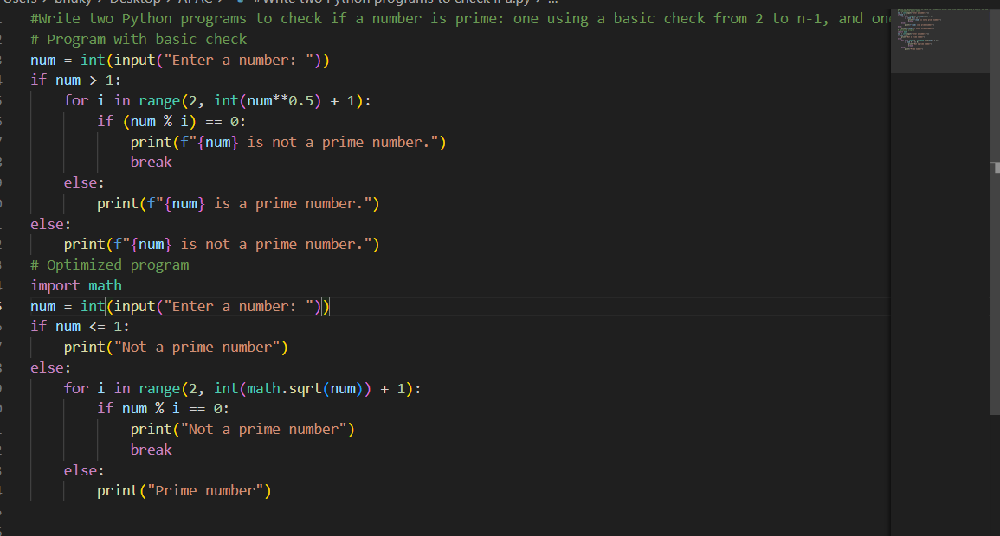 Desktop
#Write two Python programs to check if a number is prime: one using a basic check from 2 to n-1, and
# Program with basic check
num = int(input("Enter a number: "))
if num > 1:
    for i in range(2, int(num**0.5) + 1):
        if (num % i) == 0:
            print(f"{num} is not a prime number.")
            break
    else:
        print(f"{num} is a prime number.")
else:
    print(f"{num} is not a prime number.")
# Optimized program
import math
num = int(input("Enter a number: "))
if num <= 1:
    print("Not a prime number")
else:
    for i in range(2, int(math.sqrt(num)) + 1):
        if num % i == 0:
            print("Not a prime number")
            break
    else:
        print("Prime number")